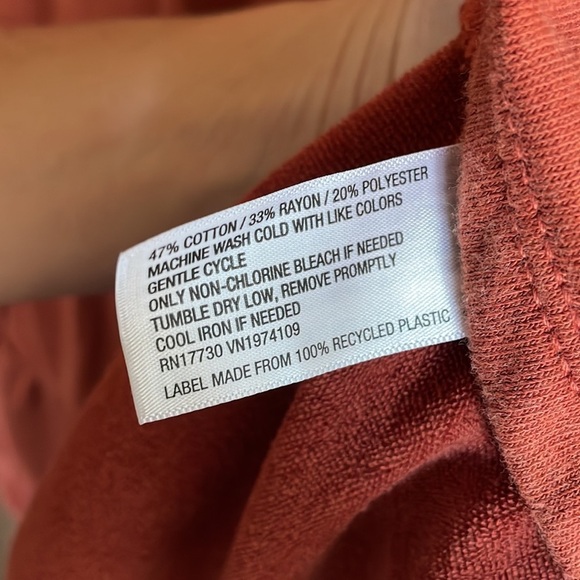 47% COTTON / 33% RAYON / 20% POLYESTER
MACHINE WASH COLD WITH LIKE COLORS
GENTLE CYCLE
ONLY NON-CHLORINE BLEACH IF NEEDED
TUMBLE DRY LOW, REMOVE PROMPTLY
COOL IRON IF NEEDED
RN17730 VN1974109
LABEL MADE FROM 100% RECYCLED PLASTIC